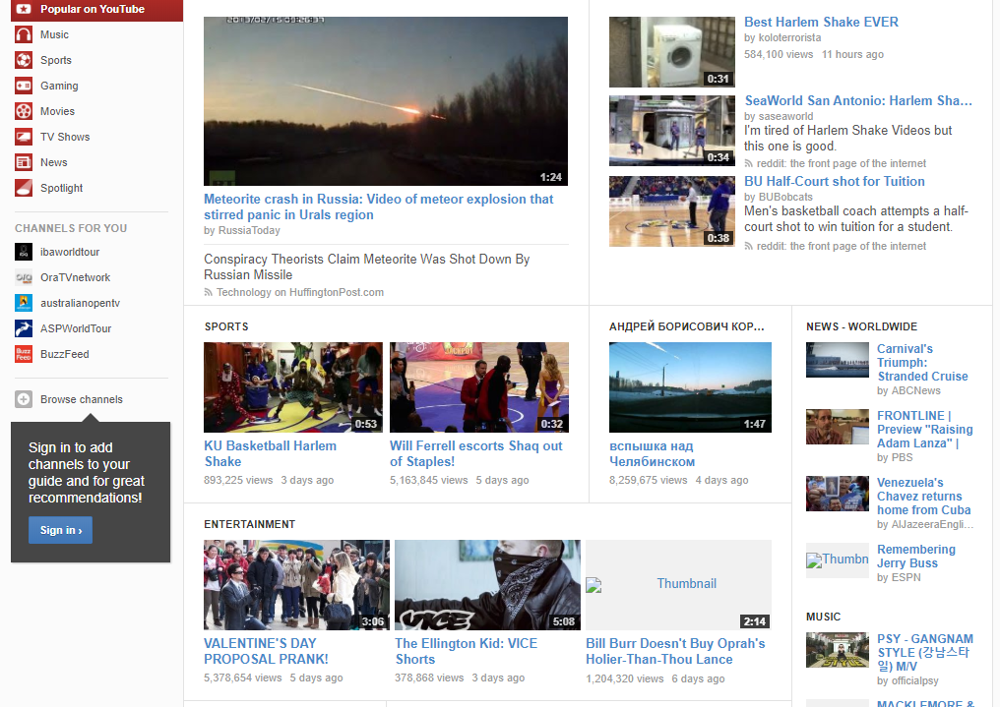 Popular on YouTube
Music
Sports
Gaming
Movies
TV Shows
News
Spotlight
CHANNELS FOR YOU
ibaworldtour
OraTVnetwork
australianopentv
ASPWorldTour
BuzzFeed
Browse channels
Sign in to add
channels to your
guide and for great
recommendations!
Sign in ›
1:24
Meteorite crash in Russia: Video of meteor explosion that
stirred panic in Urals region
by RussiaToday
Conspiracy Theorists Claim Meteorite Was Shot Down By
Russian Missile
Technology on HuffingtonPost.com
0:31
Best Harlem Shake EVER
by koloterrorista
584,100 views 11 hours ago
0:34
SeaWorld San Antonio: Harlem Sha...
by saseaworld
I'm tired of Harlem Shake Videos but
this one is good.
reddit: the front page of the internet
0:38
BU Half-Court shot for Tuition
by BUBobcats
Men's basketball coach attempts a half-
court shot to win tuition for a student.
reddit: the front page of the internet
SPORTS
0:53
KU Basketball Harlem
Shake
893,225 views 3 days ago
0:32
Will Ferrell escorts Shaq out
of Staples!
5,163,845 views 5 days ago
АНДРЕЙ БОРИСОВИЧ КОР...
1:47
вспышка над
Челябинском
8,259,675 views 4 days ago
ENTERTAINMENT
3:06
VALENTINE'S DAY
PROPOSAL PRANK!
5,378,654 views 5 days ago
VICE
5:08
The Ellington Kid: VICE
Shorts
378,868 views 3 days ago
Thumbnail
2:14
Bill Burr Doesn't Buy Oprah's
Holier-Than-Thou Lance
1,204,320 views 6 days ago
NEWS - WORLDWIDE
Carnival's
Triumph:
Stranded Cruise
by ABCNews
FRONTLINE |
Preview "Raising
Adam Lanza" |
by PBS
Venezuela's
Chavez returns
home from Cuba
by AlJazeeraEngli...
Thumbn
Remembering
Jerry Buss
by ESPN
MUSIC
PSY - GANGNAM
STYLE (강남스타
일) M/V
by officialpsy
MACKLEMORE &